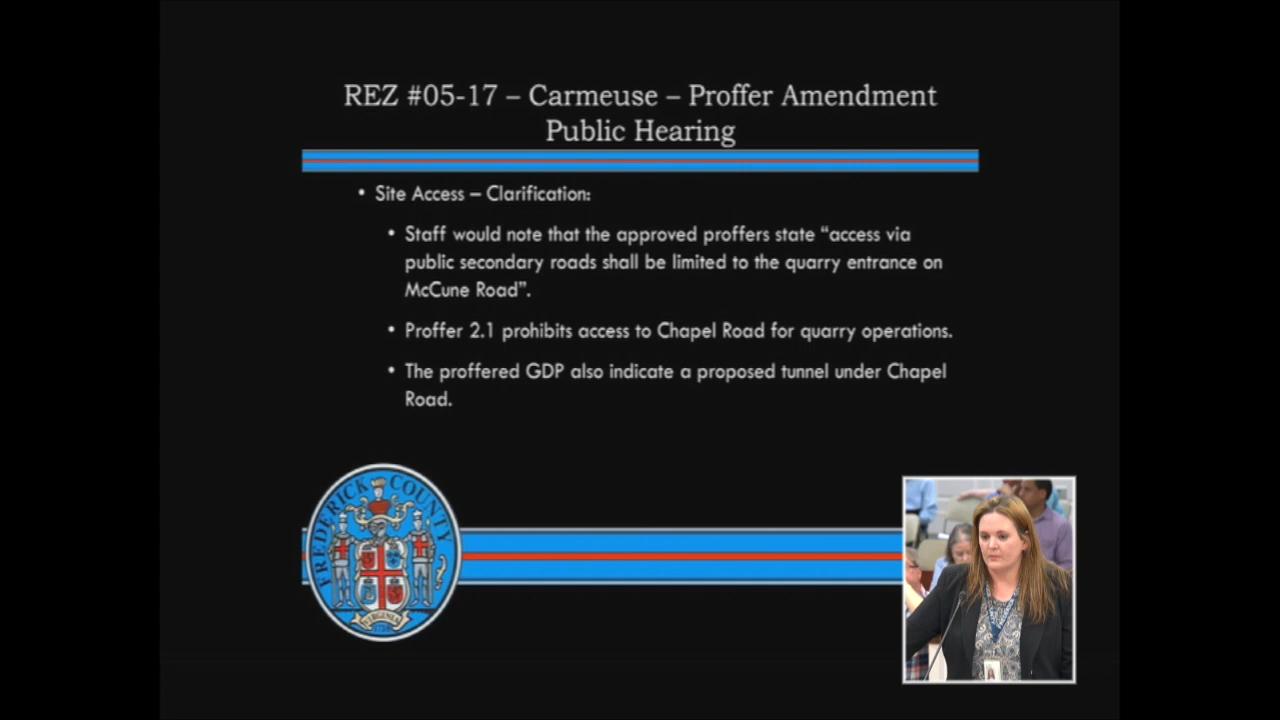 REZ #05-17 – Carmeuse – Proffer Amendment
Public Hearing
• Site Access – Clarification:
• Staff would note that the approved proffers state “access via
public secondary roads shall be limited to the quarry entrance on
McCune Road”.
• Proffer 2.1 prohibits access to Chapel Road for quarry operations.
• The proffered GDP also indicate a proposed tunnel under Chapel
Road.
FREDERICK COUNTY
VIRGINIA